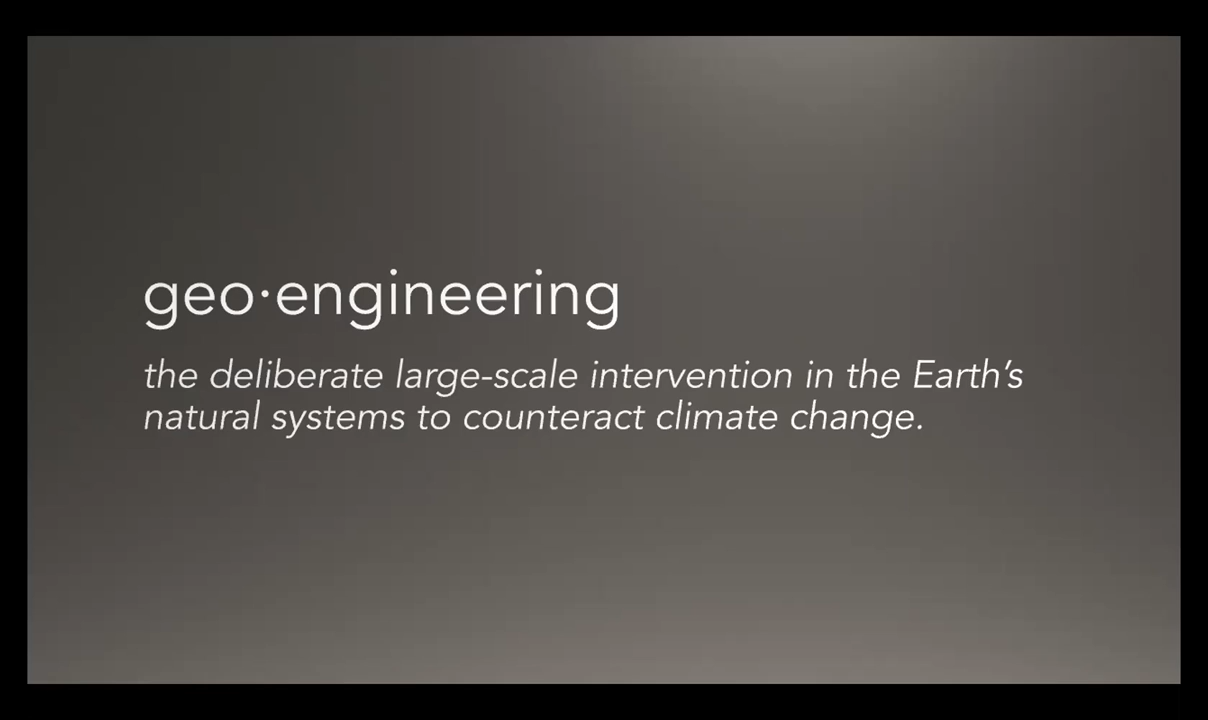 geo·engineering
the deliberate large-scale intervention in the Earth’s
natural systems to counteract climate change.